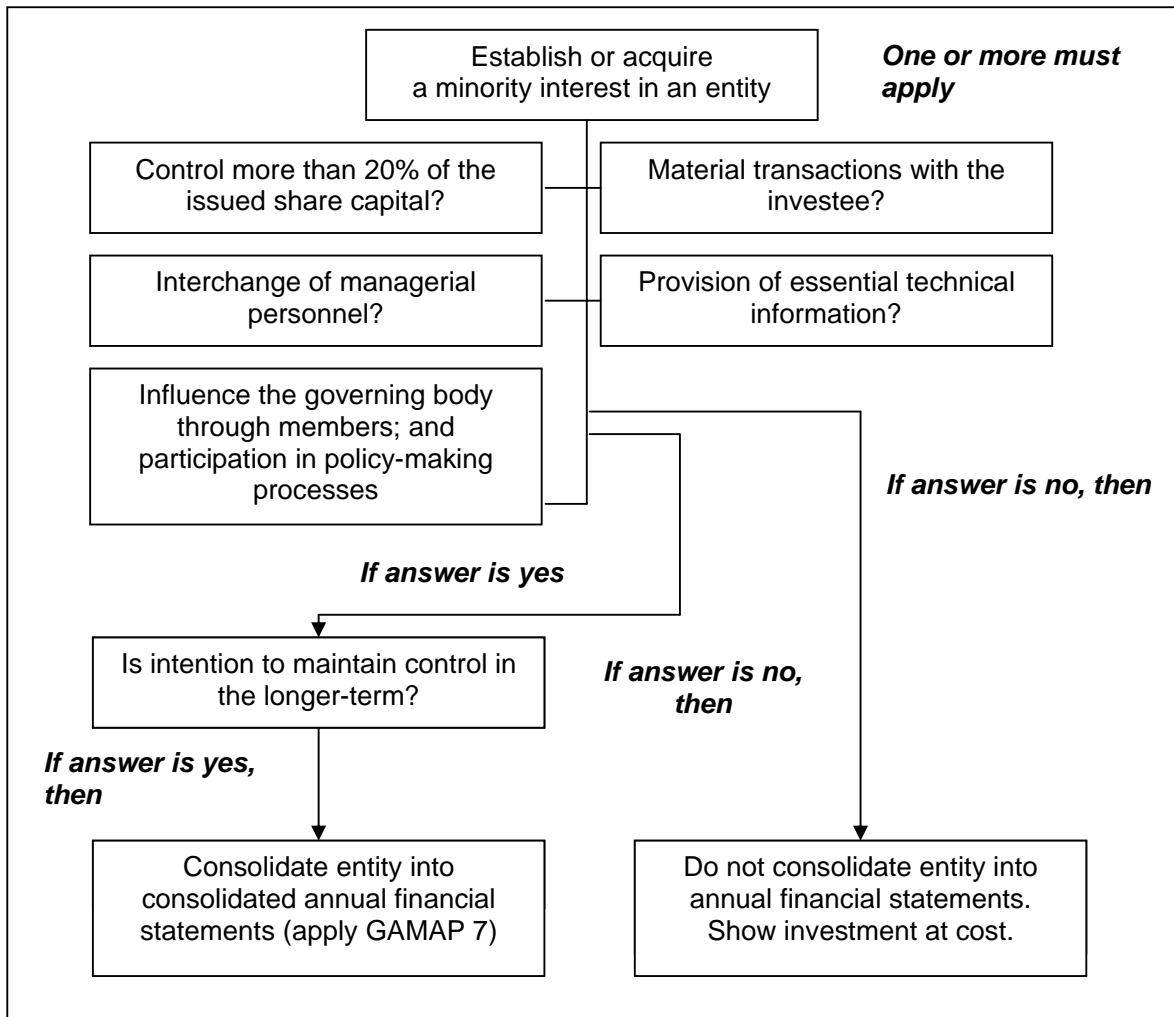 Establish or acquire
a minority interest in an entity
One or more must
apply
Control more than 20% of the
issued share capital?
Material transactions with the
investee?
Interchange of managerial
personnel?
Provision of essential technical
information?
Influence the governing body
through members; and
participation in policy-making
processes
If answer is no, then
If answer is yes
Is intention to maintain control in
the longer-term?
If answer is no,
then
If answer is yes,
then
Consolidate entity into
consolidated annual financial
statements (apply GAMAP 7)
Do not consolidate entity into
annual financial statements.
Show investment at cost.